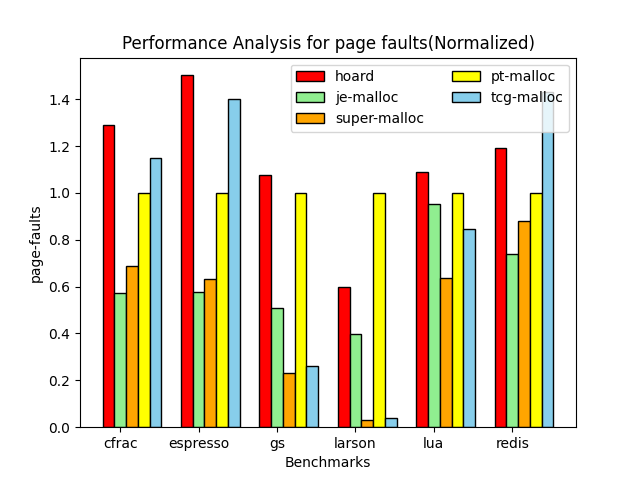 Performance Analysis for page faults(Normalized)
hoard
je-malloc
super-malloc
pt-malloc
tcg-malloc
page-faults
1.4
1.2
1.0
0.8
0.6
0.4
0.2
0.0
cfrac espresso gs larson lua redis
Benchmarks